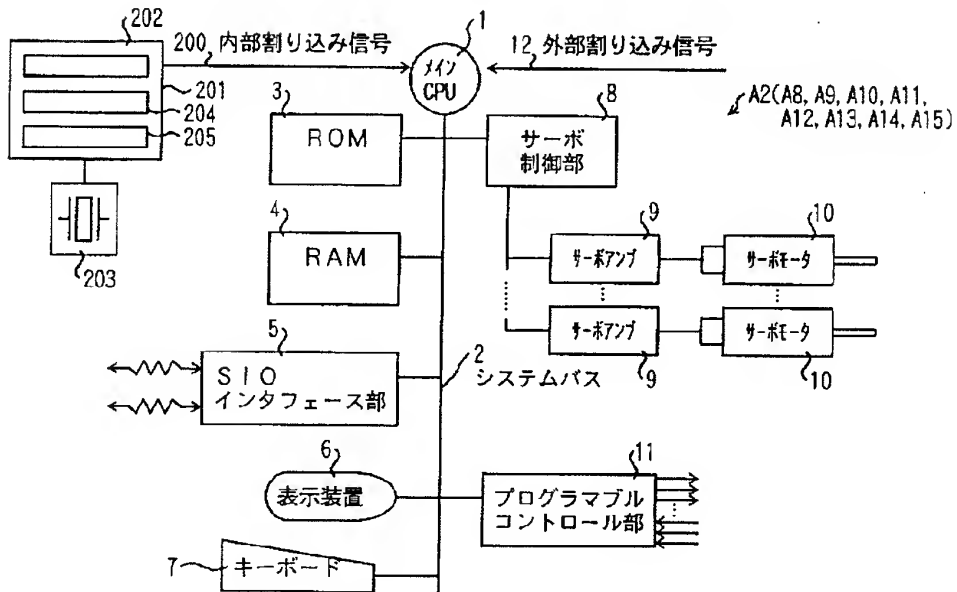 202
200 内部割り込み信号
1
メイン
CPU
12 外部割り込み信号
201
204
205
203
A2(A8, A9, A10, A11,
A12, A13, A14, A15)
3
ROM
8
サーボ
制御部
4
RAM
9
サーボアンプ
10
サーボモータ
サーボアンプ
9
サーボモータ
10
5
SIO
インタフェース部
2
システムバス
6
表示装置
11
プログラマブル
コントロール部
7
キーボード